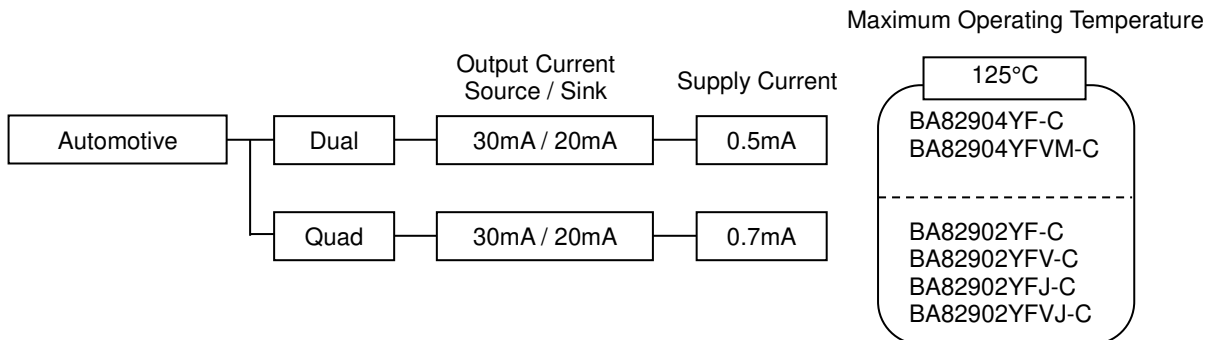 Maximum Operating Temperature
Output Current
Source / Sink
Supply Current
125°C
Automotive
Dual
30mA / 20mA
0.5mA
BA82904YF-C
BA82904YFVM-C
Quad
30mA / 20mA
0.7mA
BA82902YF-C
BA82902YFV-C
BA82902YFJ-C
BA82902YFVJ-C